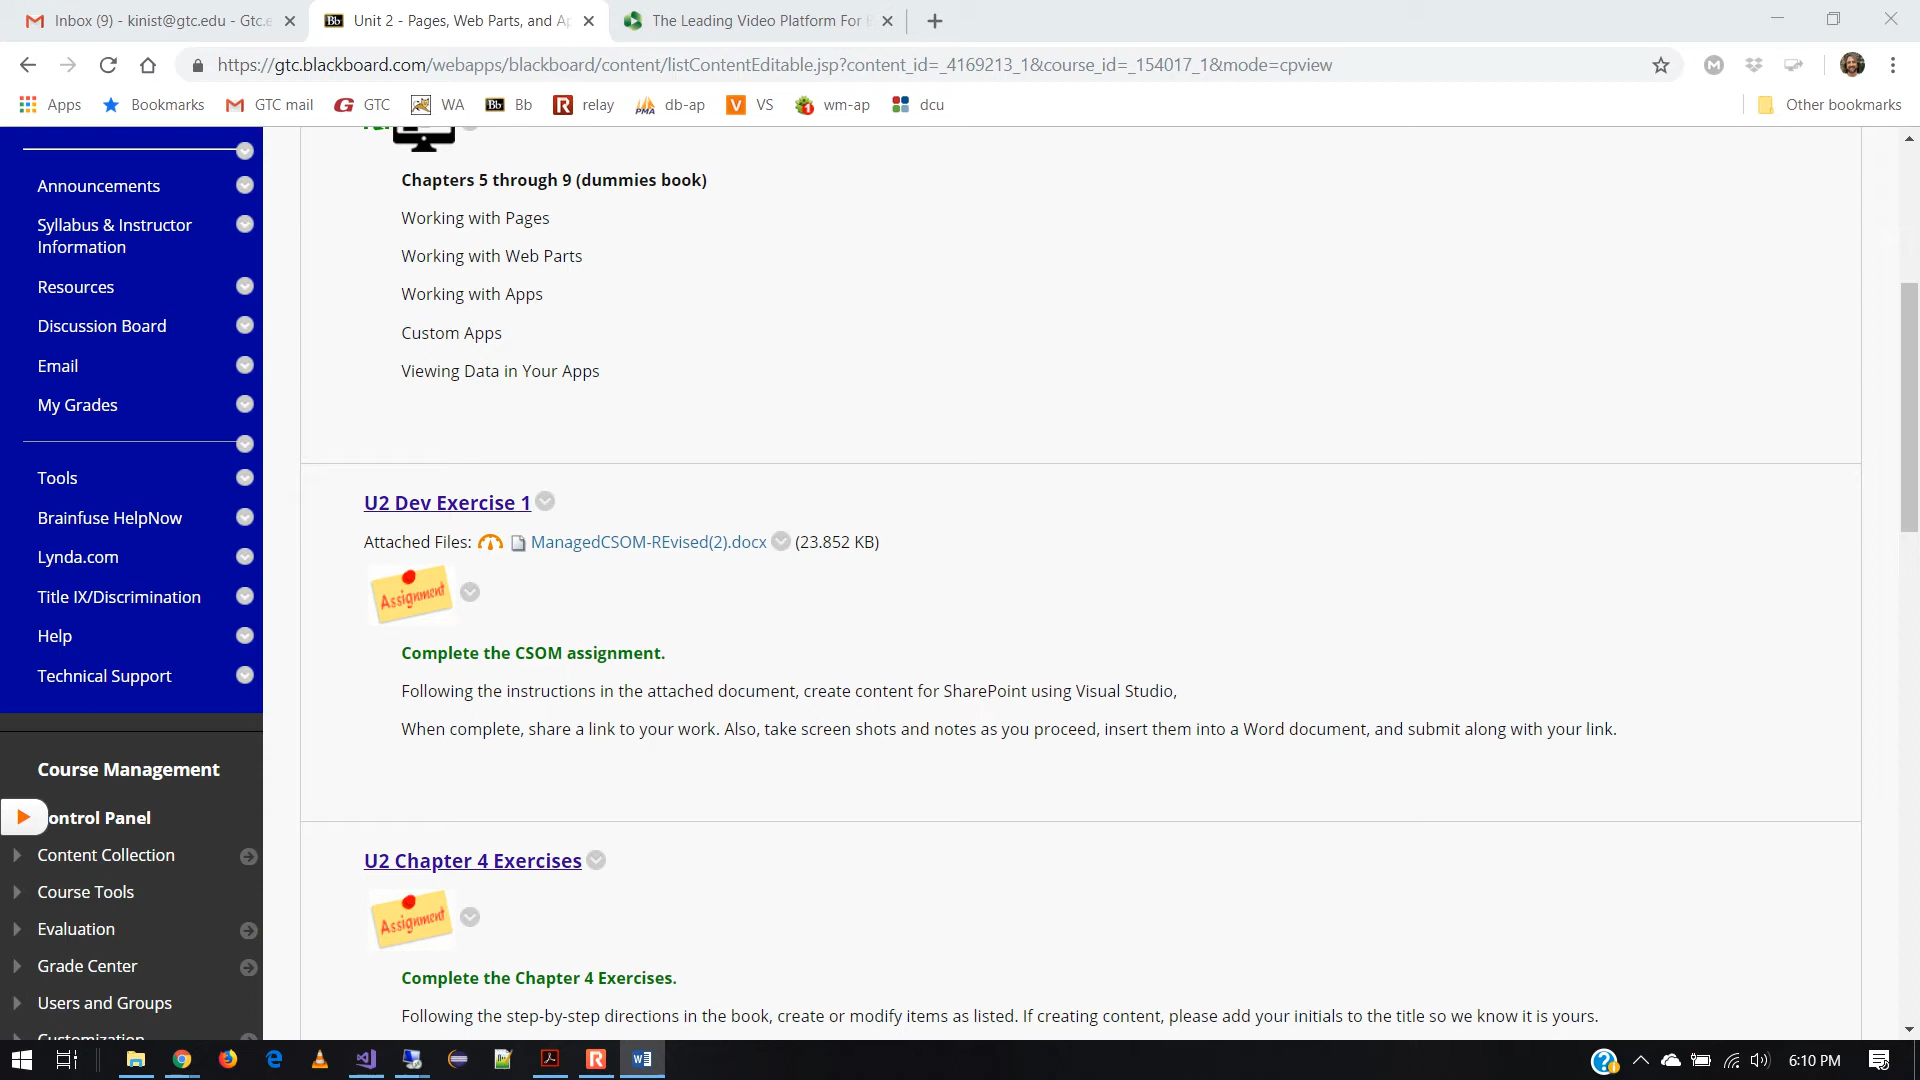 Inbox (9) - kinist@gtc.edu - Gtc.e
Unit 2 - Pages, Web Parts, and Ap
The Leading Video Platform For E
https://gtc.blackboard.com/webapps/blackboard/content/listContentEditable.jsp?content_id=_4169213_1&course_id=_154017_1&mode=cpview
Apps Bookmarks GTC mail GTC WA Bb relay db-ap VS wm-ap dcu Other bookmarks
Announcements
Syllabus & Instructor
Information
Resources
Discussion Board
Email
My Grades
Tools
Brainfuse HelpNow
Lynda.com
Title IX/Discrimination
Help
Technical Support
Course Management
ontrol Panel
Content Collection
Course Tools
Evaluation
Grade Center
Users and Groups
Customization
Chapters 5 through 9 (dummies book)
Working with Pages
Working with Web Parts
Working with Apps
Custom Apps
Viewing Data in Your Apps
U2 Dev Exercise 1
Attached Files: ManagedCSOM-REvised(2).docx (23.852 KB)
Assignment
Complete the CSOM assignment.
Following the instructions in the attached document, create content for SharePoint using Visual Studio,
When complete, share a link to your work. Also, take screen shots and notes as you proceed, insert them into a Word document, and submit along with your link.
U2 Chapter 4 Exercises
Assignment
Complete the Chapter 4 Exercises.
Following the step-by-step directions in the book, create or modify items as listed. If creating content, please add your initials to the title so we know it is yours.
6:10 PM